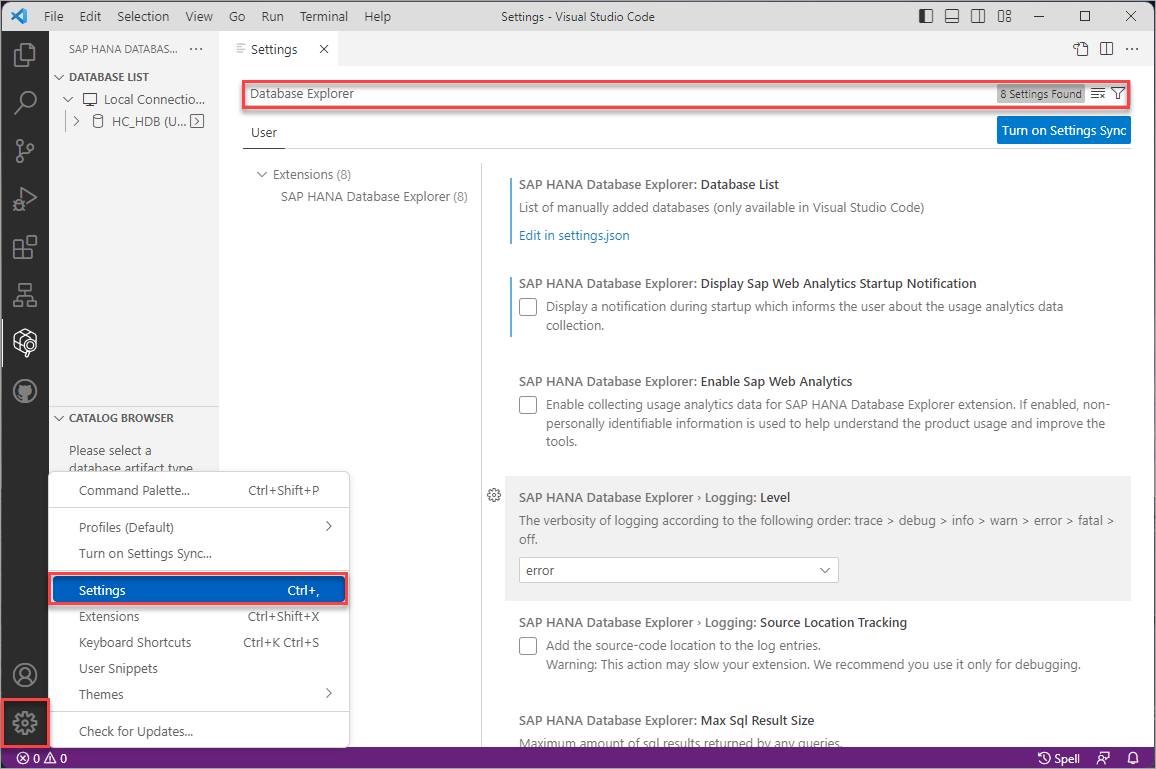 File Edit Selection View Go Run Terminal Help
Settings - Visual Studio Code
SAP HANA DATABAS...
Settings
DATABASE LIST
Local Connectio...
HC_HDB (U...
Database Explorer
8 Settings Found
User
Turn on Settings Sync
Extensions (8)
SAP HANA Database Explorer (8)
SAP HANA Database Explorer: Database List
List of manually added databases (only available in Visual Studio Code)
Edit in settings.json
SAP HANA Database Explorer: Display Sap Web Analytics Startup Notification
Display a notification during startup which informs the user about the usage analytics data
collection.
SAP HANA Database Explorer: Enable Sap Web Analytics
Enable collecting usage analytics data for SAP HANA Database Explorer extension. If enabled, non-
personally identifiable information is used to help understand the product usage and improve the
tools.
SAP HANA Database Explorer › Logging: Level
The verbosity of logging according to the following order: trace > debug > info > warn > error > fatal >
off.
error
SAP HANA Database Explorer › Logging: Source Location Tracking
Add the source-code location to the log entries.
Warning: This action may slow your extension. We recommend you use it only for debugging.
SAP HANA Database Explorer: Max Sql Result Size
Maximum amount of sql results returned by any queries.
CATALOG BROWSER
Please select a
database artifact type
Command Palette... Ctrl+Shift+P
Profiles (Default)
Turn on Settings Sync...
Settings Ctrl+,
Extensions Ctrl+Shift+X
Keyboard Shortcuts Ctrl+K Ctrl+S
User Snippets
Themes
Check for Updates...
0 0
Spell